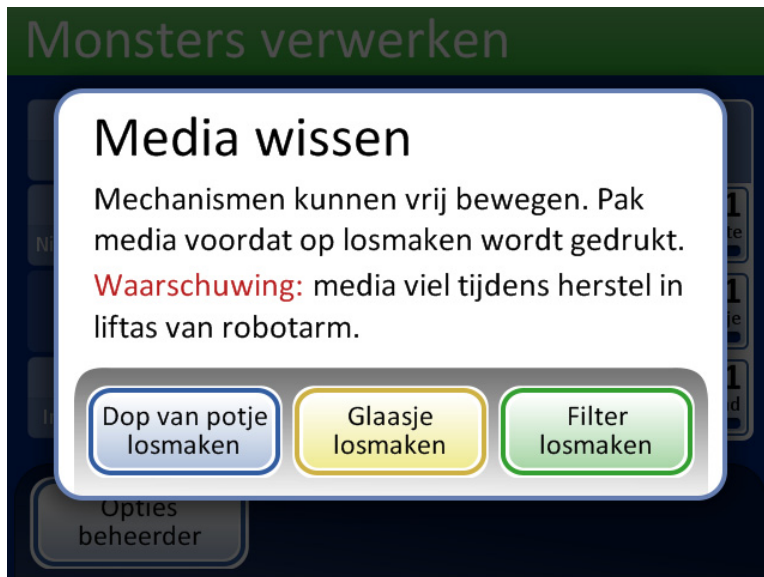 Monsters verwerken
Media wissen
Mechanismen kunnen vrij bewegen. Pak
media voordat op losmaken wordt gedrukt.
Waarschuwing: media viel tijdens herstel in
liftas van robotarm.
Dop van potje
losmaken
Glaasje
losmaken
Filter
losmaken
Opties
beheerder